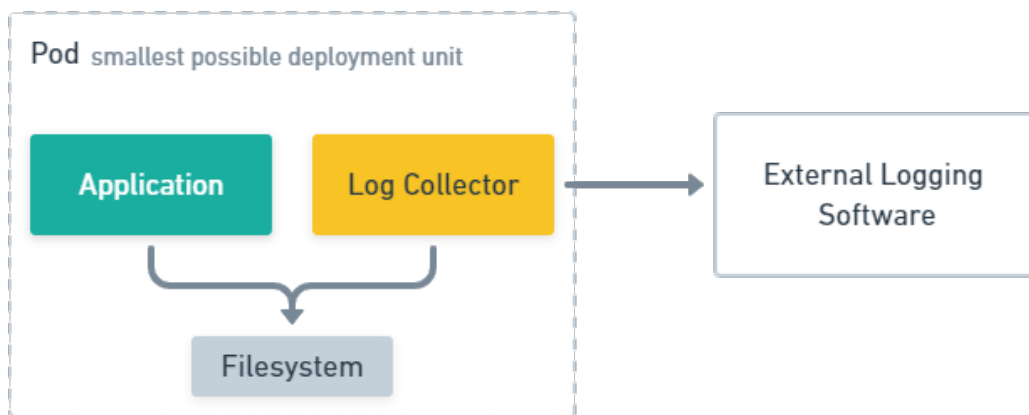 Pod smallest possible deployment unit
Application
Log Collector
External Logging
Software
Filesystem